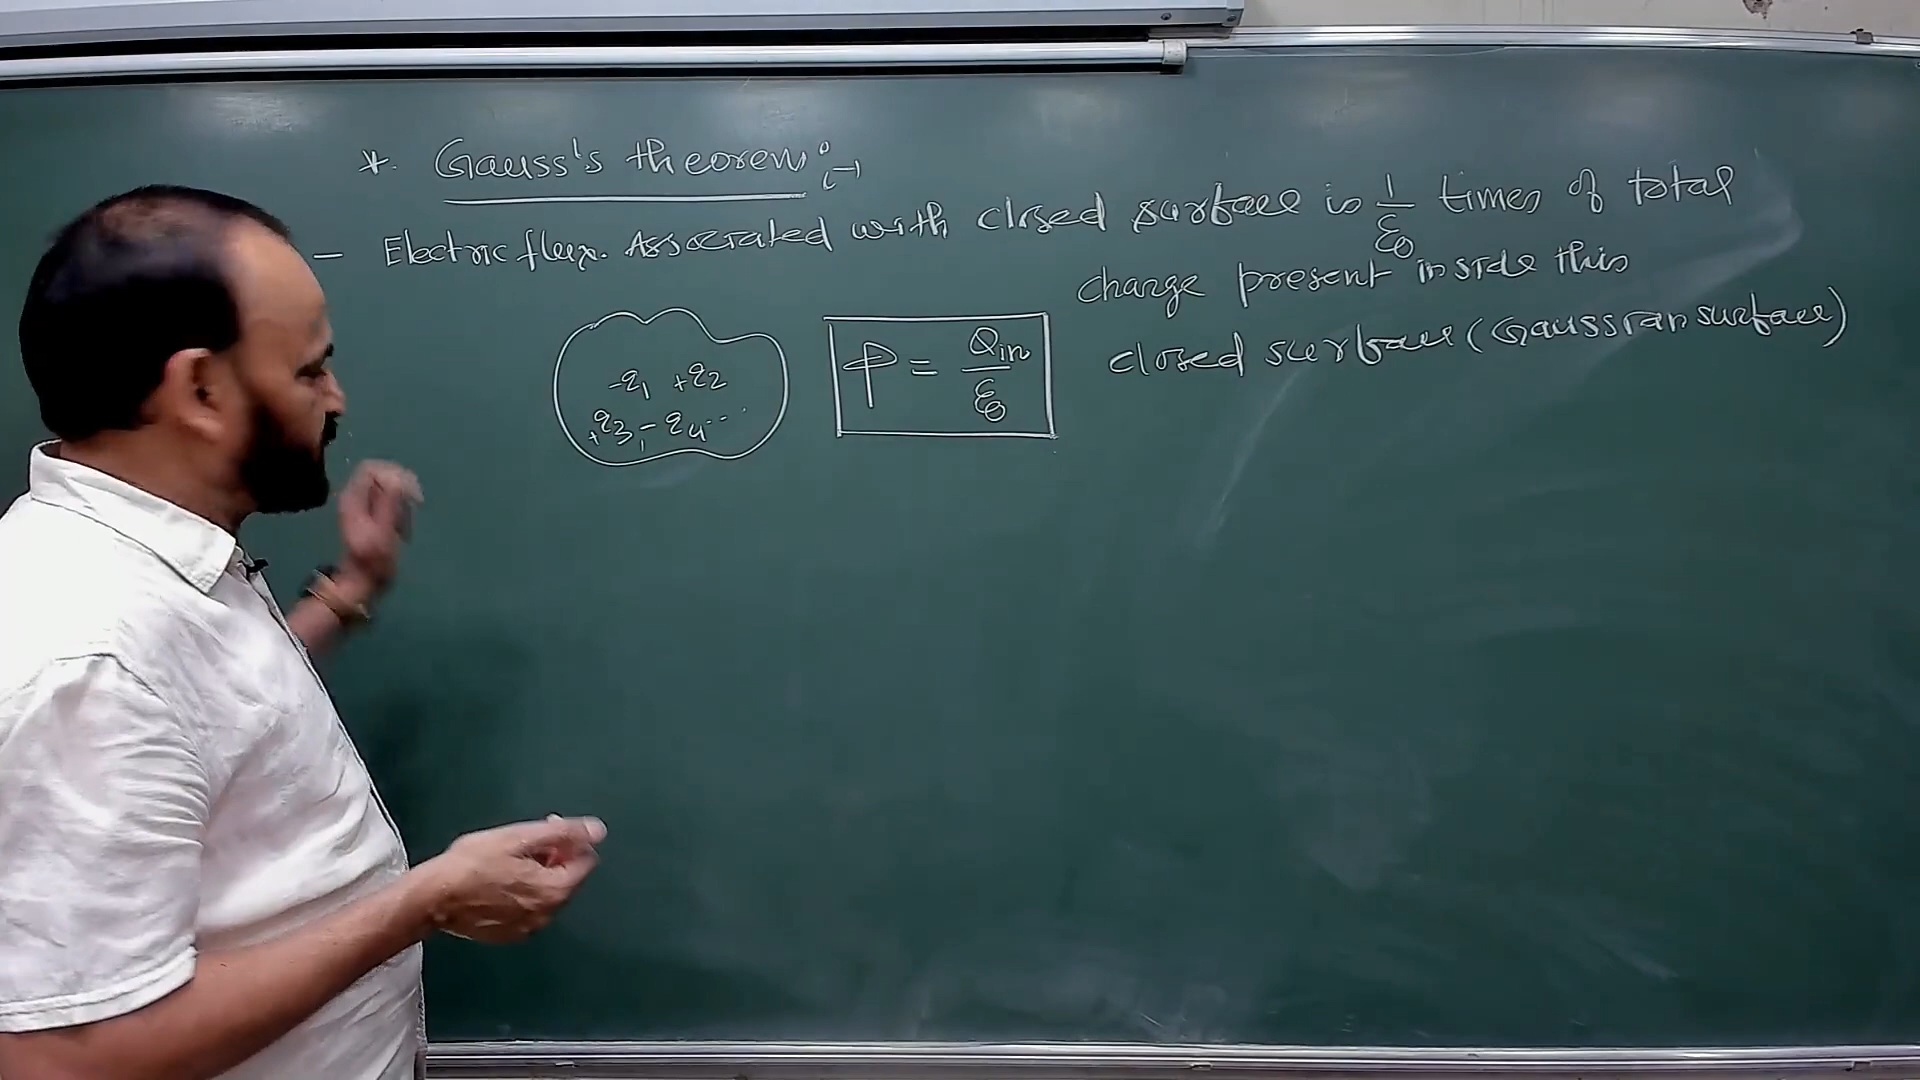 *. Gauss's theorem :-
- Electric flux. Associated with closed surface is 1/ε0 times of total
charge present inside this
closed surface (Gaussian surface)
-q1 +q2
+q3, -q4...
φ = Qin/ε0